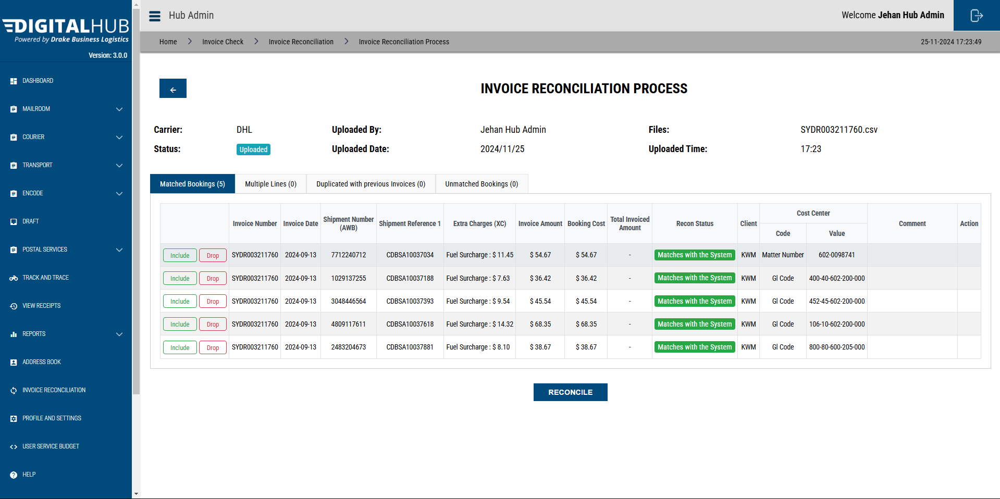 DIGITALHUB
Powered by Drake Business Logistics
Version: 3.0.0
DASHBOARD
MAILROOM
COURIER
TRANSPORT
ENCODE
DRAFT
POSTAL SERVICES
TRACK AND TRACE
VIEW RECEIPTS
REPORTS
ADDRESS BOOK
INVOICE RECONCILIATION
PROFILE AND SETTINGS
USER SERVICE BUDGET
HELP
Hub Admin
Welcome Jehan Hub Admin
Home > Invoice Check > Invoice Reconciliation > Invoice Reconciliation Process
25-11-2024 17:23:49
INVOICE RECONCILIATION PROCESS
Carrier: DHL Uploaded By: Jehan Hub Admin Files: SYDR003211760.csv
Status: Uploaded Uploaded Date: 2024/11/25 Uploaded Time: 17:23
Matched Bookings (5) Multiple Lines (0) Duplicated with previous Invoices (0) Unmatched Bookings (0)
Invoice Number Invoice Date Shipment Number (AWB) Shipment Reference 1 Extra Charges (XC) Invoice Amount Booking Cost Total Invoiced Amount Recon Status Client Cost Center Comment Action
Code Value
Include Drop SYDR003211760 2024-09-13 7712240712 CDBSA10037034 Fuel Surcharge : $ 11.45 $ 54.67 $ 54.67 - Matches with the System KWM Matter Number 602-0098741
Include Drop SYDR003211760 2024-09-13 1029137255 CDBSA10037188 Fuel Surcharge : $ 7.63 $ 36.42 $ 36.42 - Matches with the System KWM Gl Code 400-40-602-200-000
Include Drop SYDR003211760 2024-09-13 3048446564 CDBSA10037393 Fuel Surcharge : $ 9.54 $ 45.54 $ 45.54 - Matches with the System KWM Gl Code 452-45-602-200-000
Include Drop SYDR003211760 2024-09-13 4809117611 CDBSA10037618 Fuel Surcharge : $ 14.32 $ 68.35 $ 68.35 - Matches with the System KWM Gl Code 106-10-602-200-000
Include Drop SYDR003211760 2024-09-13 2483204673 CDBSA10037881 Fuel Surcharge : $ 8.10 $ 38.67 $ 38.67 - Matches with the System KWM Gl Code 800-80-600-205-000
RECONCILE